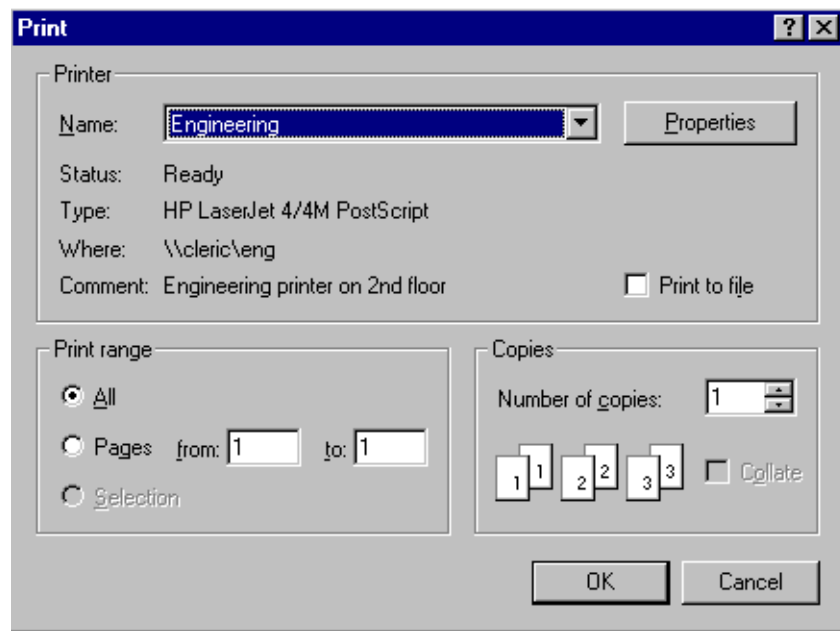 Print
Printer
Name: Engineering Properties
Status: Ready
Type: HP LaserJet 4/4M PostScript
Where: \\cleric\eng
Comment: Engineering printer on 2nd floor Print to file
Print range
All
Pages from: 1 to: 1
Selection
Copies
Number of copies: 1
1 1 2 2 3 3 Collate
OK Cancel